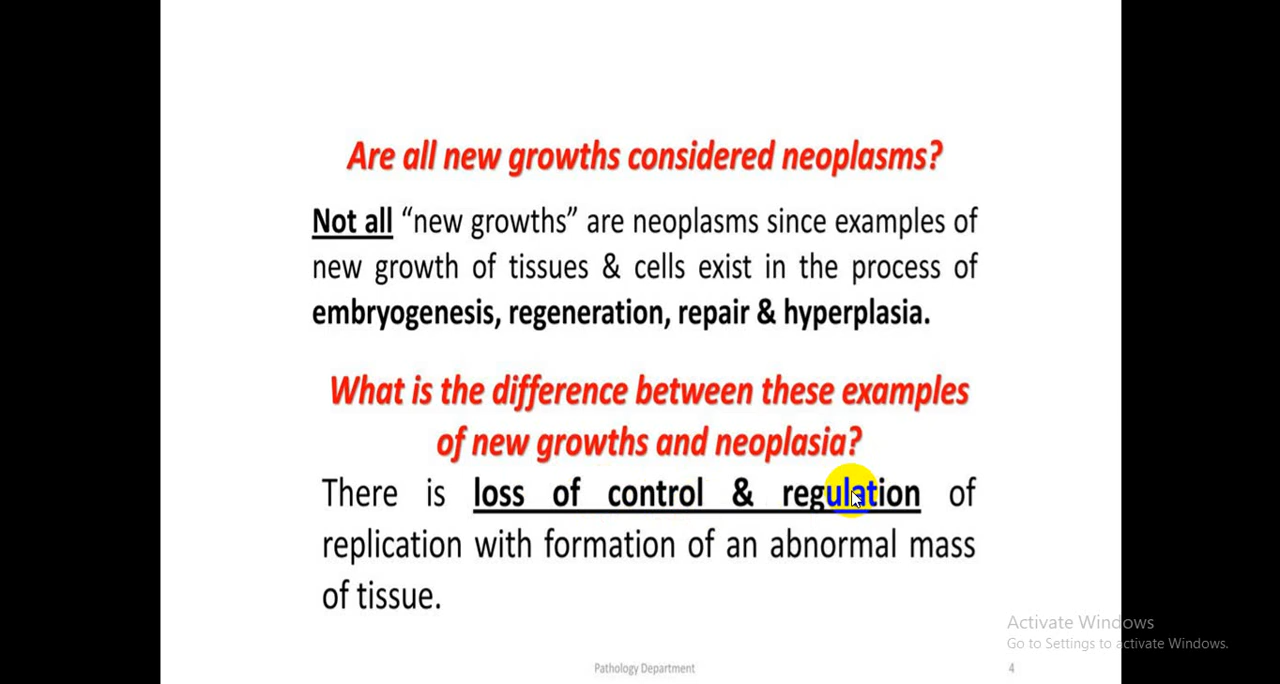 Are all new growths considered neoplasms?
Not all “new growths” are neoplasms since examples of
new growth of tissues & cells exist in the process of
embryogenesis, regeneration, repair & hyperplasia.
What is the difference between these examples
of new growths and neoplasia?
There is loss of control & regulation of
replication with formation of an abnormal mass
of tissue.
Activate Windows
Go to Settings to activate Windows.
Pathology Department
4